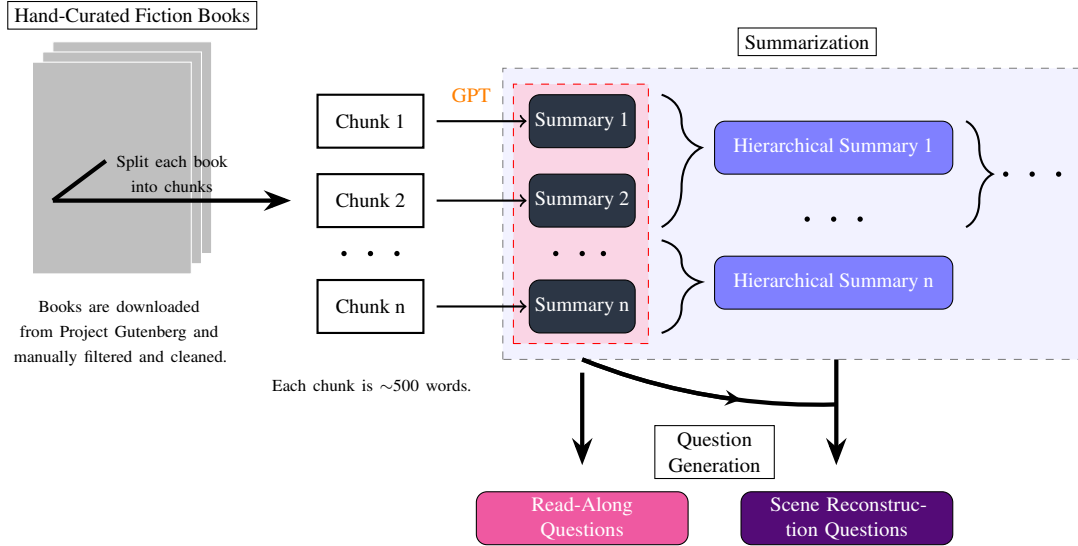 Hand-Curated Fiction Books
Summarization
GPT
Chunk 1
Summary 1
Hierarchical Summary 1
Split each book
into chunks
Chunk 2
Summary 2
Chunk n
Summary n
Hierarchical Summary n
Books are downloaded
from Project Gutenberg and
manually filtered and cleaned.
Each chunk is ∼500 words.
Question
Generation
Read-Along
Questions
Scene Reconstruc-
tion Questions